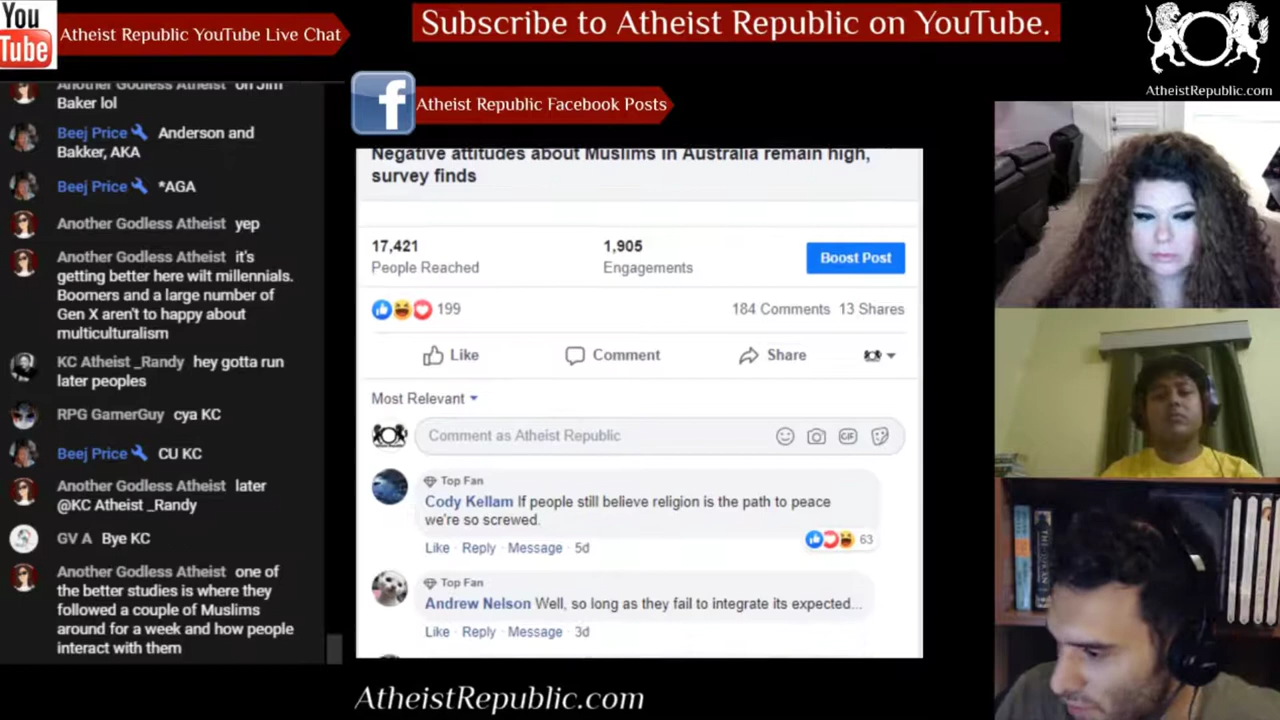 You
Tube
Atheist Republic YouTube Live Chat
Subscribe to Atheist Republic on YouTube.
AtheistRepublic.com
Atheist Republic Facebook Posts
Another Godless Atheist on Jim
Baker lol
Beej Price Anderson and
Bakker, AKA
Beej Price *AGA
Another Godless Atheist yep
Another Godless Atheist it's
getting better here wilt millennials.
Boomers and a large number of
Gen X aren't to happy about
multiculturalism
KC Atheist _Randy hey gotta run
later peoples
RPG GamerGuy cya KC
Beej Price CU KC
Another Godless Atheist later
@KC Atheist _Randy
GV A Bye KC
Another Godless Atheist one of
the better studies is where they
followed a couple of Muslims
around for a week and how people
interact with them
Negative attitudes about Muslims in Australia remain high,
survey finds
17,421
People Reached
1,905
Engagements
Boost Post
199
184 Comments 13 Shares
Like
Comment
Share
Most Relevant
Comment as Atheist Republic
GIF
Top Fan
Cody Kellam If people still believe religion is the path to peace
we're so screwed.
63
Like · Reply · Message · 5d
Top Fan
Andrew Nelson Well, so long as they fail to integrate its expected...
Like · Reply · Message · 3d
AtheistRepublic.com